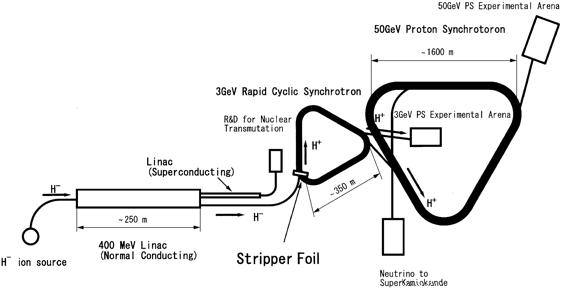 50GeV PS Experimental Arena
50GeV Proton Synchrotoron
~1600 m
3GeV Rapid Cyclic Synchrotron
R&D for Nuclear
Transmutation
H⁺
3GeV PS Experimental Arena
H⁺
Linac
(Superconducting)
H⁻
~350 m
H⁺
~250 m
H⁻
400 MeV Linac
(Normal Conducting)
Stripper Foil
H⁻ ion source
Neutrino to
SuperKamiokande